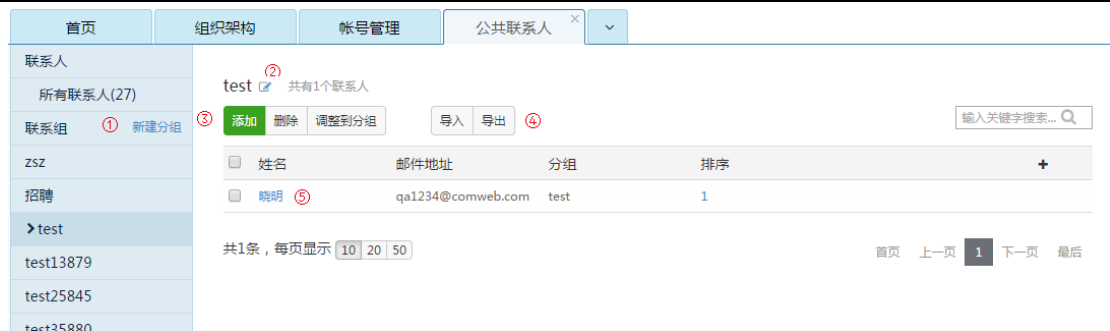 首页 组织架构 帐号管理 公共联系人
联系人
所有联系人(27)
联系组 ① 新建分组
zsz
招聘
test
test13879
test25845
test35880
test ② 共有1个联系人
③ 添加 删除 调整到分组 导入 导出 ④ 输入关键字搜索...
姓名 邮件地址 分组 排序 +
晓明 ⑤ qa1234@comweb.com test 1
共1条，每页显示 10 20 50
首页 上一页 1 下一页 最后